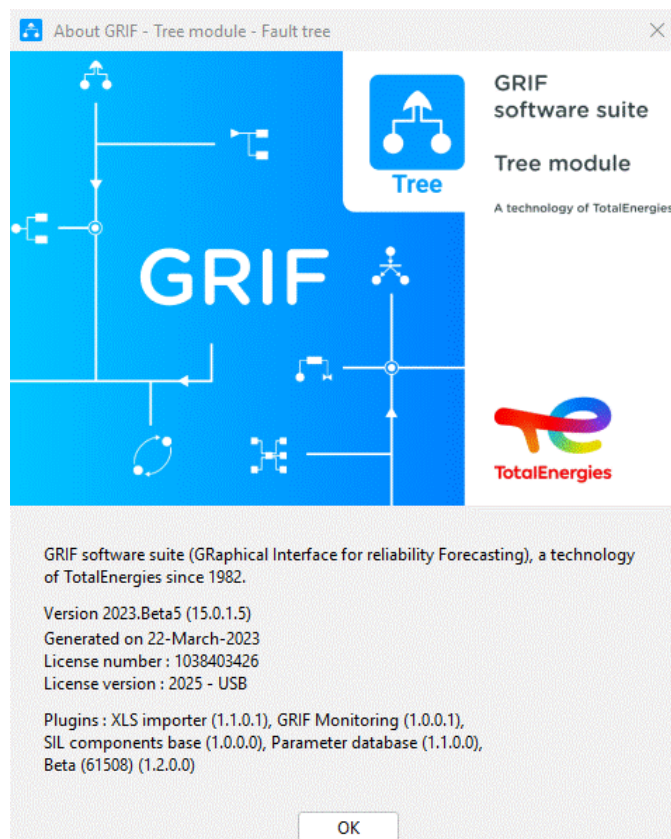 About GRIF - Tree module - Fault tree
GRIF
software suite
Tree module
A technology of TotalEnergies
Tree
GRIF
TotalEnergies
GRIF software suite (GRaphical Interface for reliability Forecasting), a technology
of TotalEnergies since 1982.
Version 2023.Beta5 (15.0.1.5)
Generated on 22-March-2023
License number : 1038403426
License version : 2025 - USB
Plugins : XLS importer (1.1.0.1), GRIF Monitoring (1.0.0.1),
SIL components base (1.0.0.0), Parameter database (1.1.0.0),
Beta (61508) (1.2.0.0)
OK